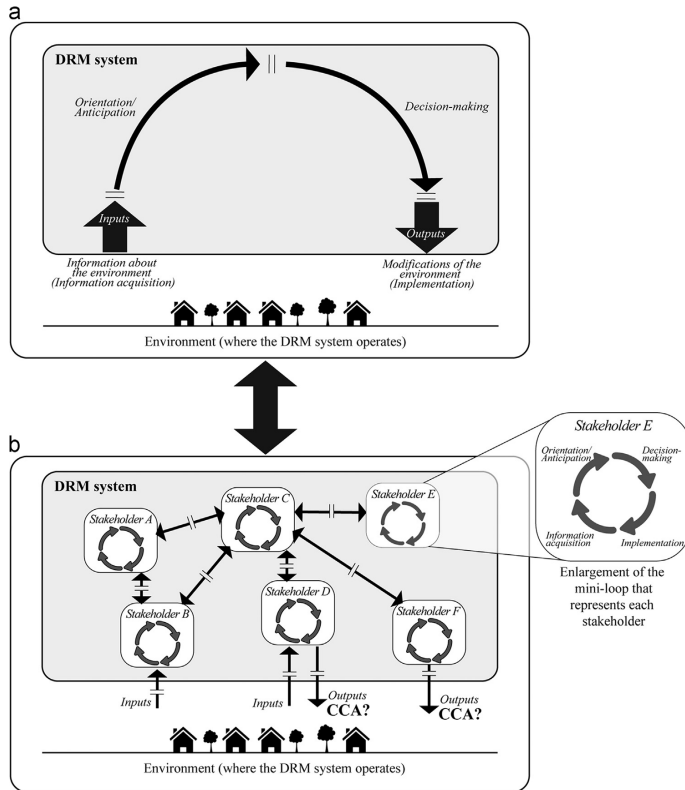 a
DRM system
Orientation/
Anticipation
Decision-making
Inputs
Outputs
Information about
the environment
(Information acquisition)
Modifications of the
environment
(Implementation)
Environment (where the DRM system operates)
b
DRM system
Stakeholder A
Stakeholder C
Stakeholder E
Stakeholder B
Stakeholder D
Stakeholder F
Inputs
Inputs
Outputs
CCA?
Outputs
CCA?
Environment (where the DRM system operates)
Stakeholder E
Orientation/
Anticipation
Decision-
making
Information
acquisition
Implementation
Enlargement of the
mini-loop that
represents each
stakeholder